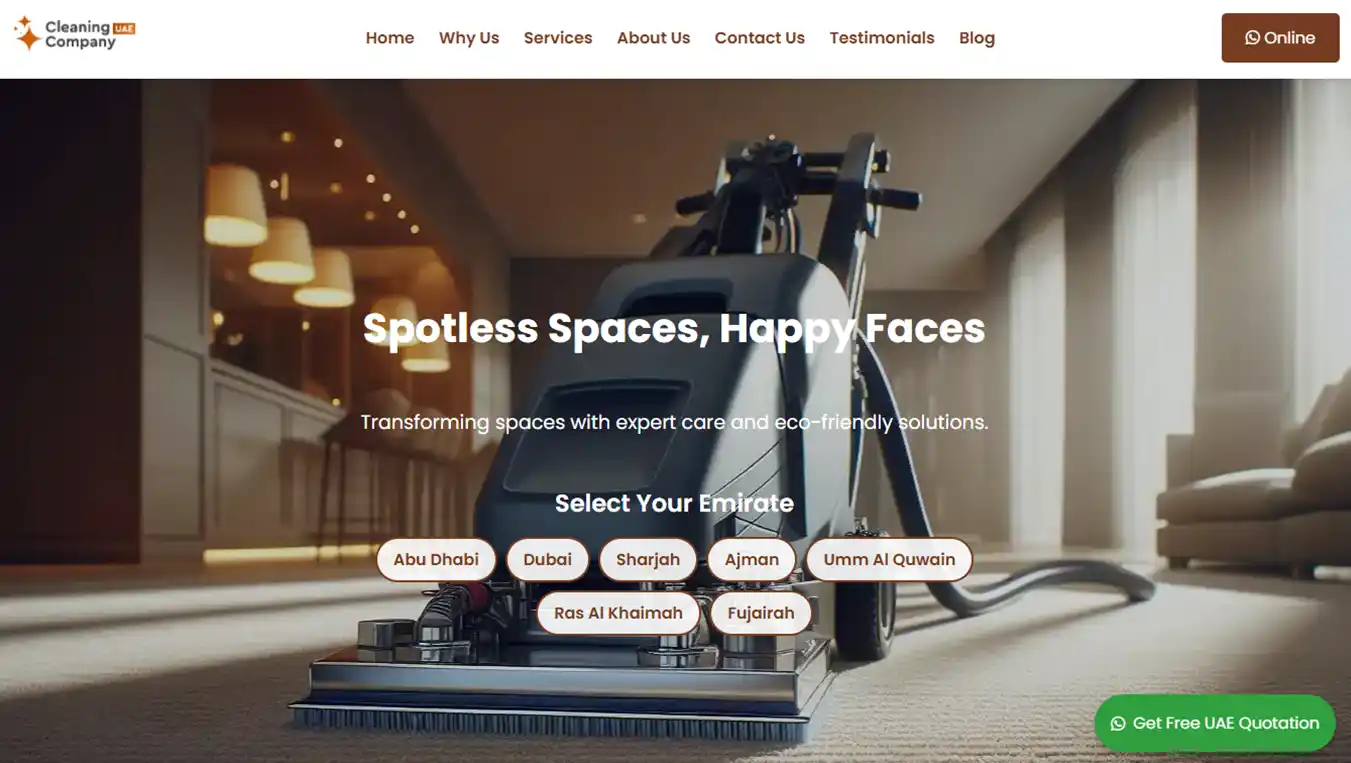 Cleaning UAE
Company
Home Why Us Services About Us Contact Us Testimonials Blog
Online
Spotless Spaces, Happy Faces
Transforming spaces with expert care and eco-friendly solutions.
Select Your Emirate
Abu Dhabi Dubai Sharjah Ajman Umm Al Quwain
Ras Al Khaimah Fujairah
Get Free UAE Quotation